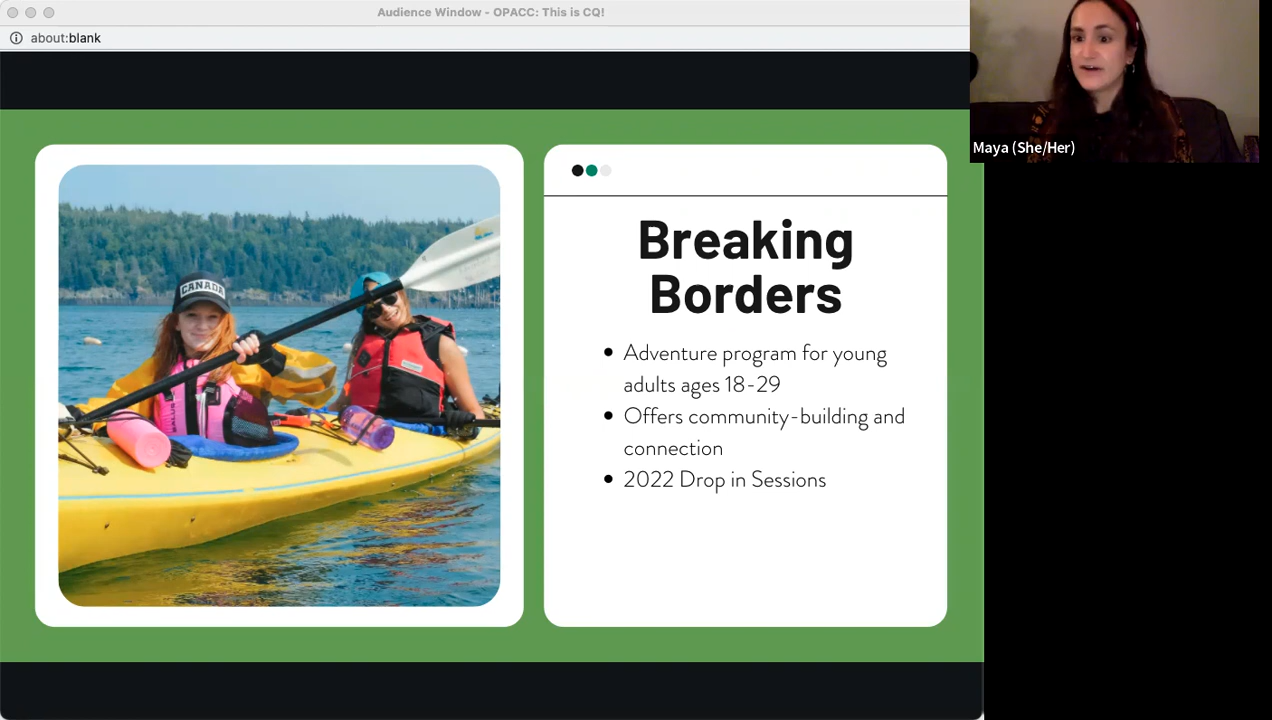 Audience Window - OPACC: This is CQ!
about:blank
Maya (She/Her)
CANADA
Breaking
Borders
Adventure program for young
adults ages 18-29
Offers community-building and
connection
2022 Drop in Sessions